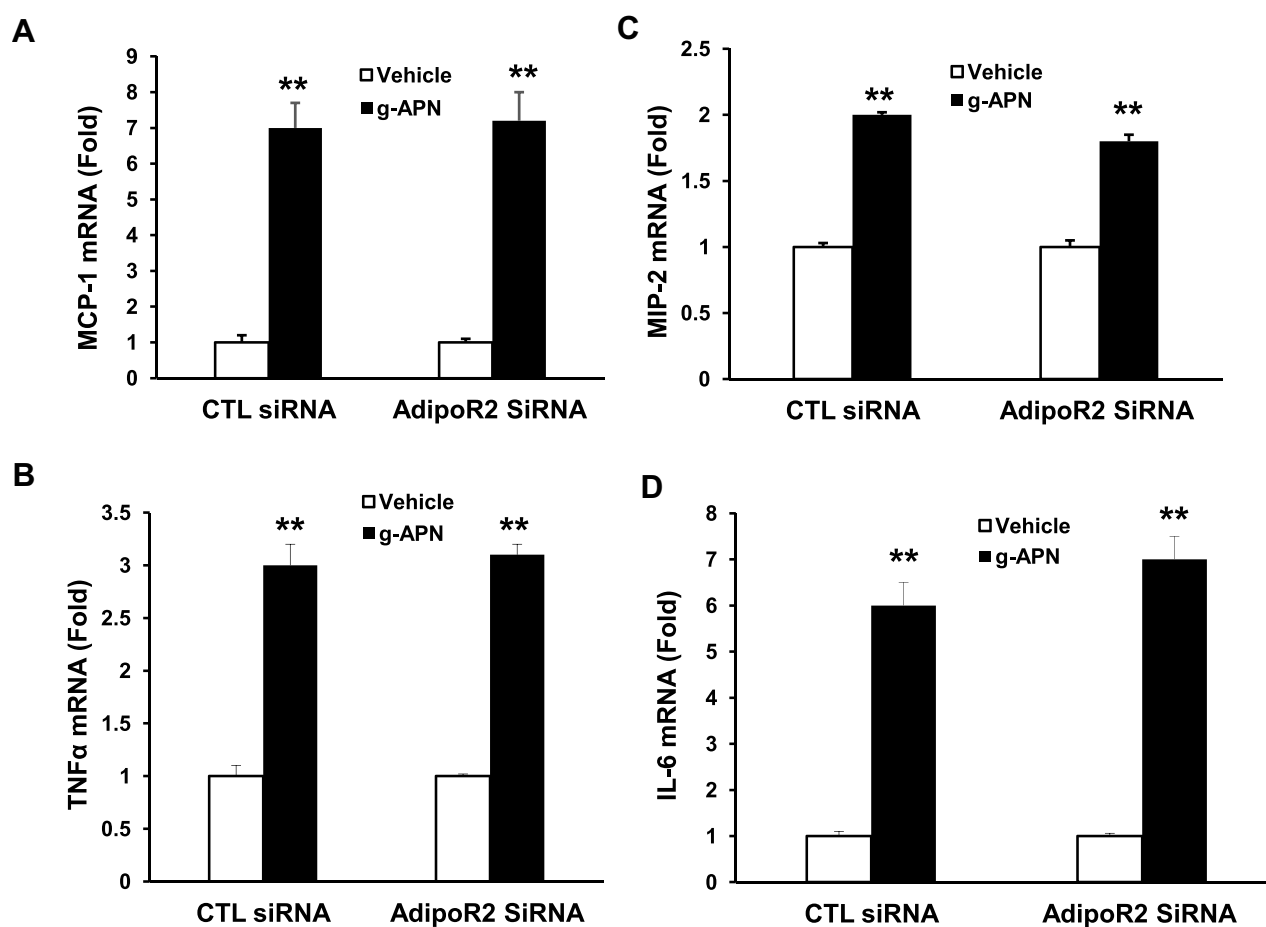 A
MCP-1 mRNA (Fold)
9
8
7
6
5
4
3
2
1
0
**
**
Vehicle
g-APN
CTL siRNA
AdipoR2 SiRNA
C
MIP-2 mRNA (Fold)
2.5
2
1.5
1
0.5
0
**
**
Vehicle
g-APN
CTL siRNA
AdipoR2 SiRNA
B
TNFα mRNA (Fold)
3.5
3
2.5
2
1.5
1
0.5
0
**
**
Vehicle
g-APN
CTL siRNA
AdipoR2 SiRNA
D
IL-6 mRNA (Fold)
8
7
6
5
4
3
2
1
0
**
**
Vehicle
g-APN
CTL siRNA
AdipoR2 SiRNA